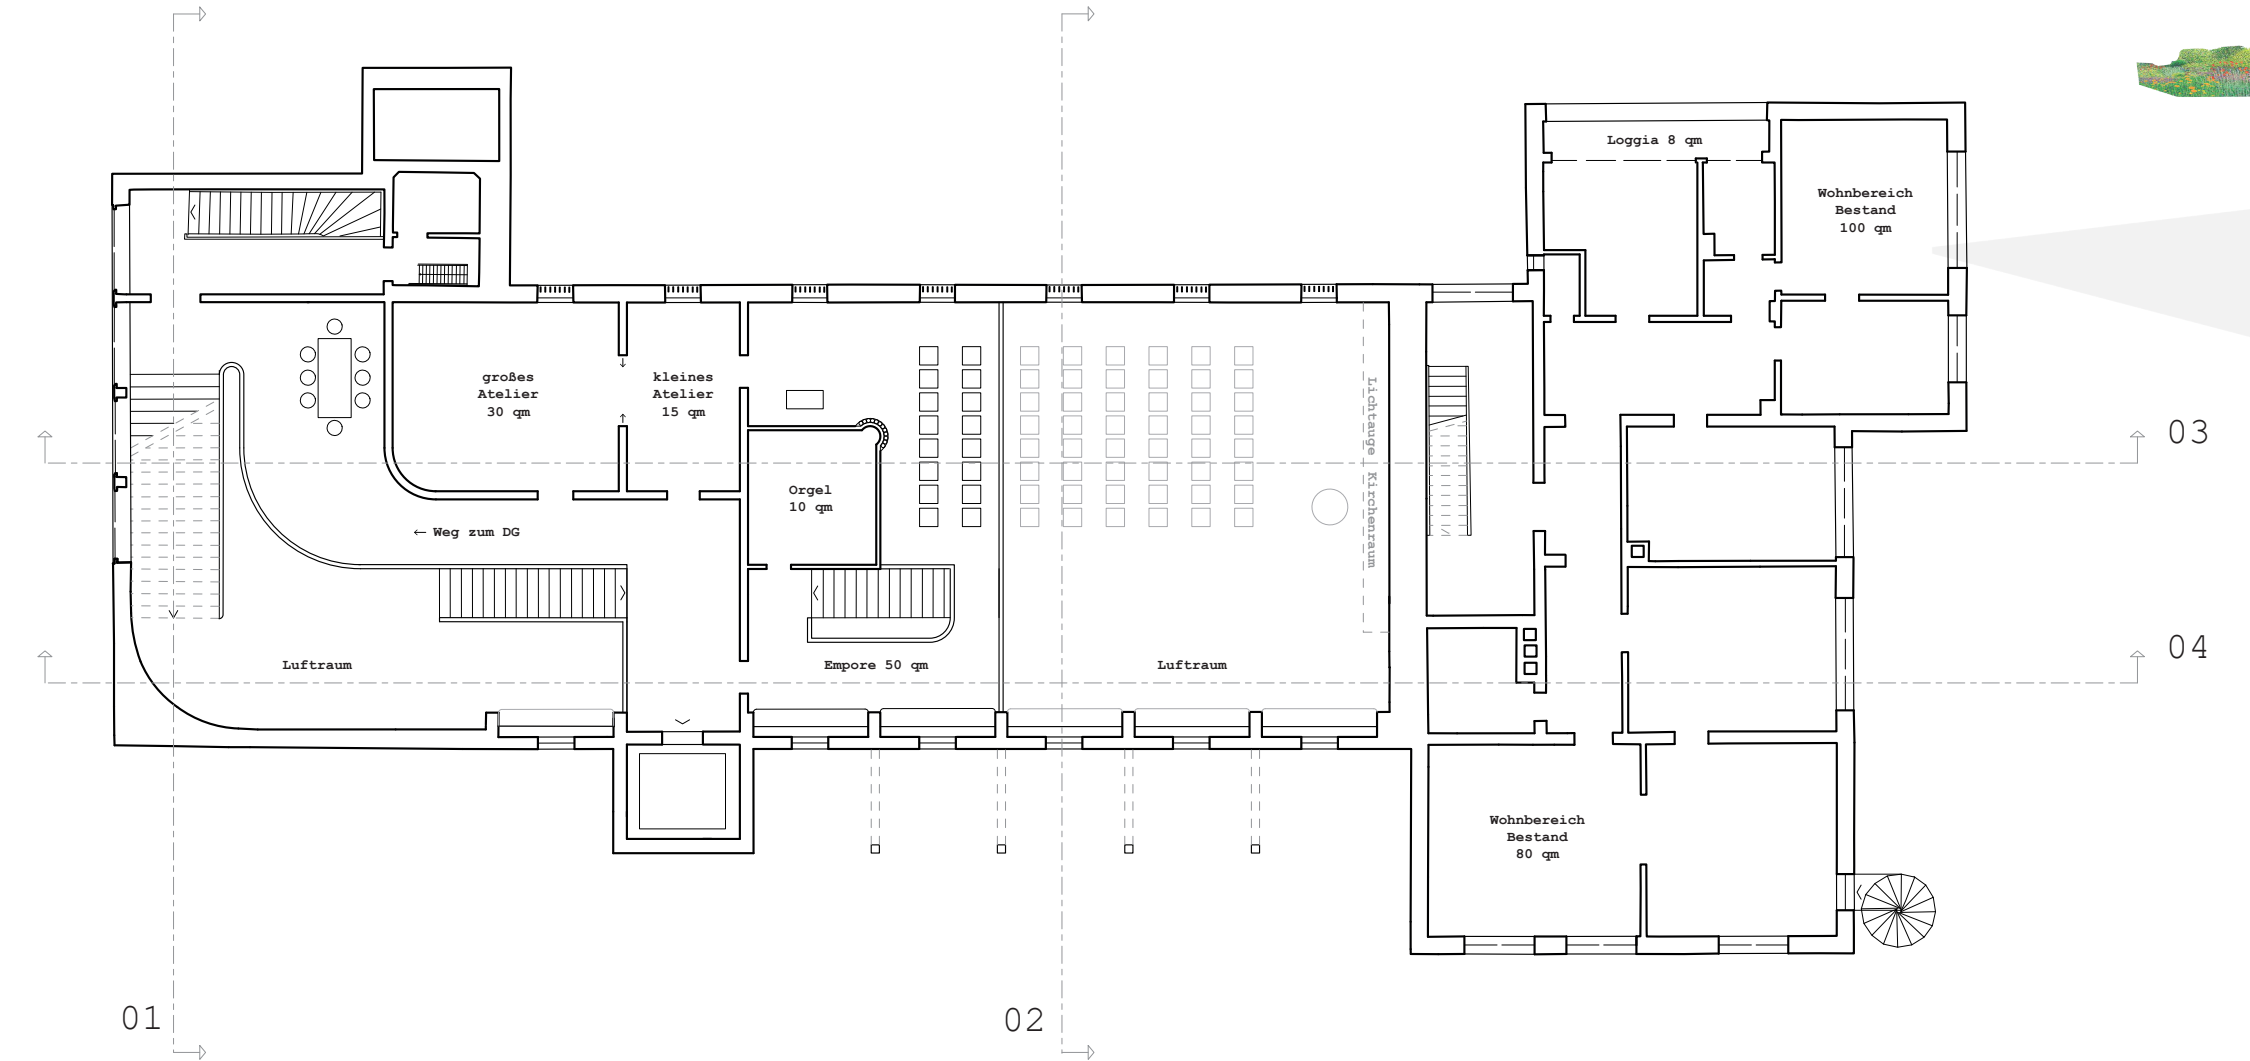 Loggia 8 qm
Wohnbereich
Bestand
100 qm
großes
Atelier
30 qm
kleines
Atelier
15 qm
Lichtauge Kirchenraum
03
Orgel
10 qm
← Weg zum DG
04
Luftraum
Empore 50 qm
Luftraum
Wohnbereich
Bestand
80 qm
01
02